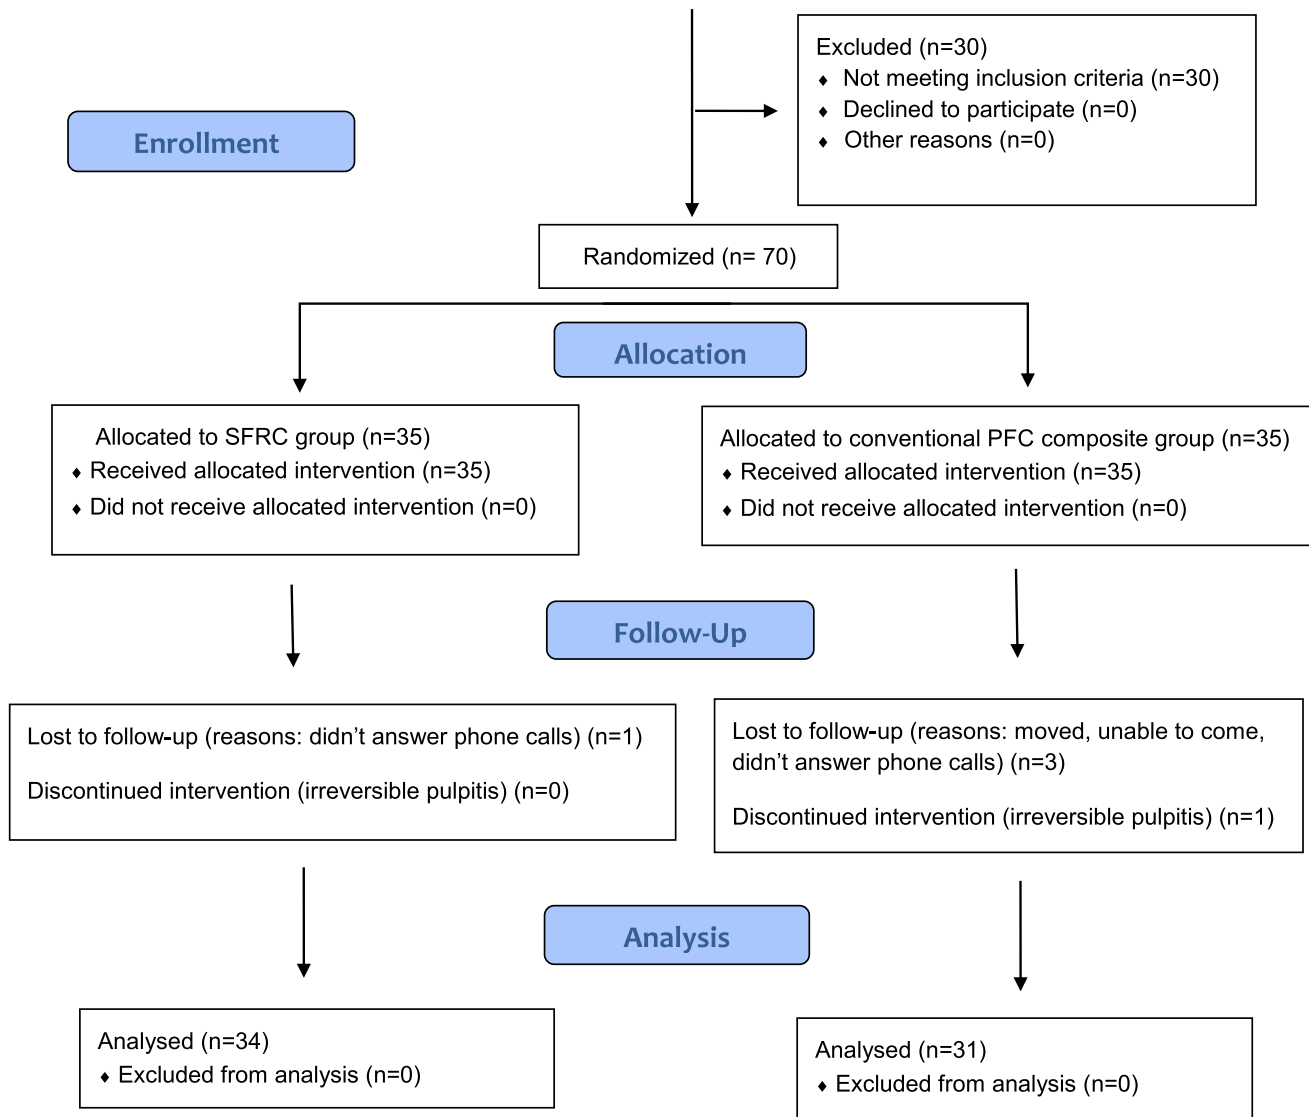 Excluded (n=30)
♦ Not meeting inclusion criteria (n=30)
♦ Declined to participate (n=0)
♦ Other reasons (n=0)
Enrollment
Randomized (n= 70)
Allocation
Allocated to SFRC group (n=35)
♦ Received allocated intervention (n=35)
♦ Did not receive allocated intervention (n=0)
Allocated to conventional PFC composite group (n=35)
♦ Received allocated intervention (n=35)
♦ Did not receive allocated intervention (n=0)
Follow-Up
Lost to follow-up (reasons: didn’t answer phone calls) (n=1)
Discontinued intervention (irreversible pulpitis) (n=0)
Lost to follow-up (reasons: moved, unable to come,
didn’t answer phone calls) (n=3)
Discontinued intervention (irreversible pulpitis) (n=1)
Analysis
Analysed (n=34)
♦ Excluded from analysis (n=0)
Analysed (n=31)
♦ Excluded from analysis (n=0)